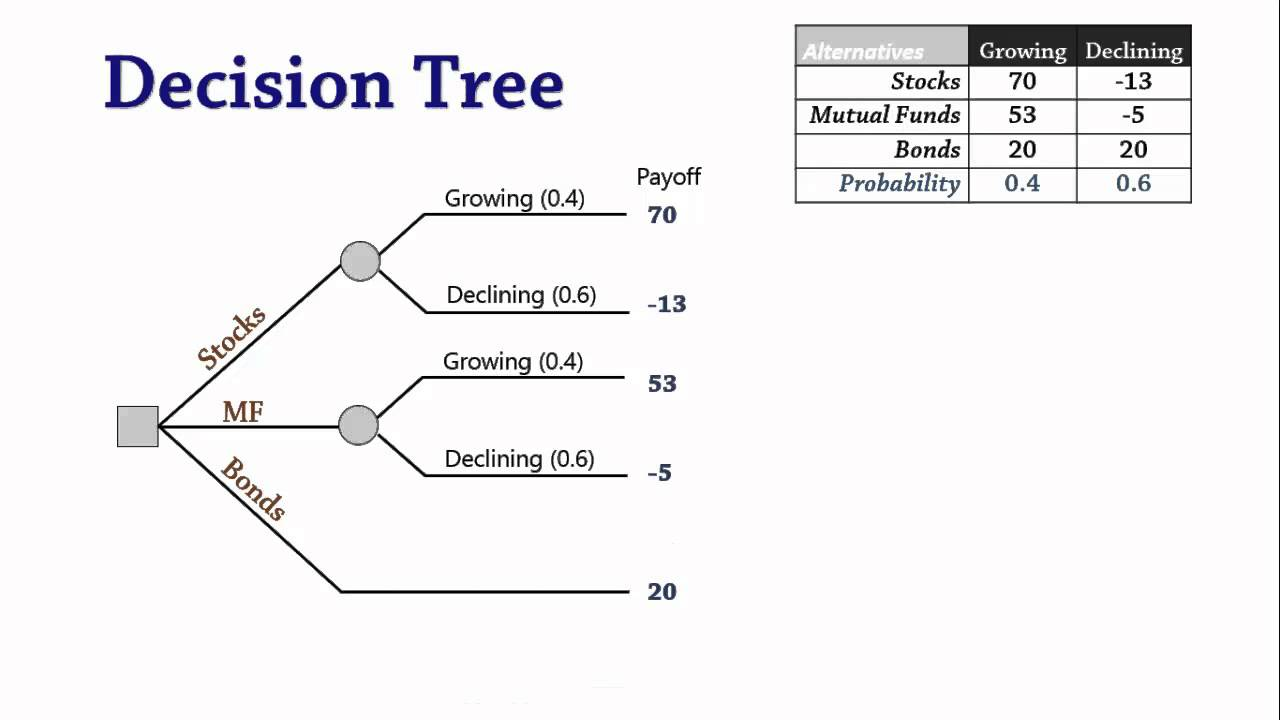 Decision Tree
Alternatives Growing Declining
Stocks 70 -13
Mutual Funds 53 -5
Bonds 20 20
Probability 0.4 0.6
Payoff
Growing (0.4) 70
Declining (0.6) -13
Stocks
Growing (0.4) 53
MF
Declining (0.6) -5
Bonds
20